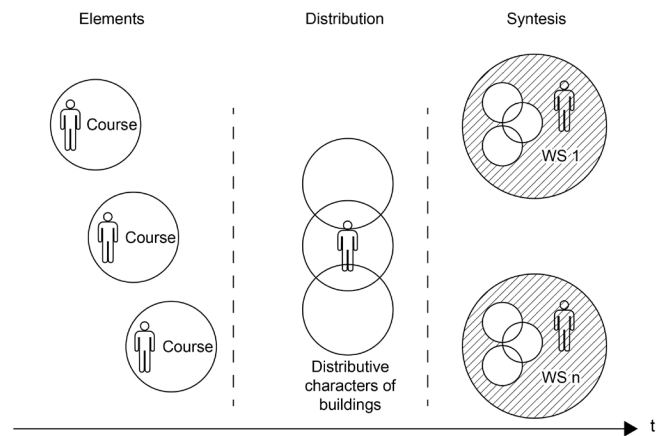 Elements
Distribution
Syntesis
Course
Course
Course
Distributive
characters of
buildings
WS 1
WS n
t